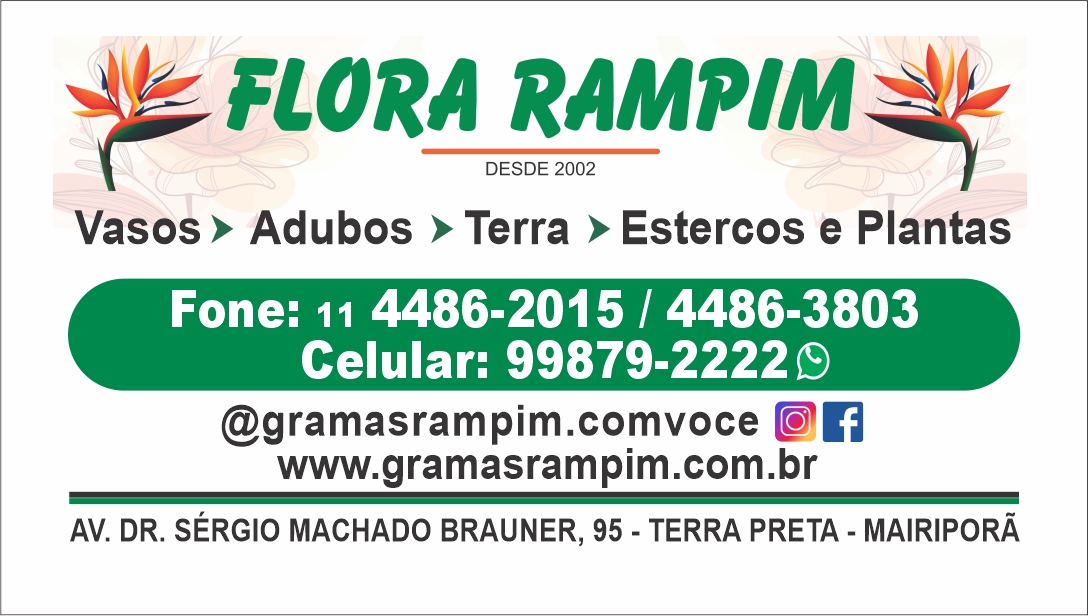 FLORA RAMPIM
DESDE 2002
Vasos Adubos Terra Estercos e Plantas
Fone: 11 4486-2015 / 4486-3803
Celular: 99879-2222
@gramasrampim.comvoce
www.gramasrampim.com.br
AV. DR. SÉRGIO MACHADO BRAUNER, 95 - TERRA PRETA - MAIRIPORÃ